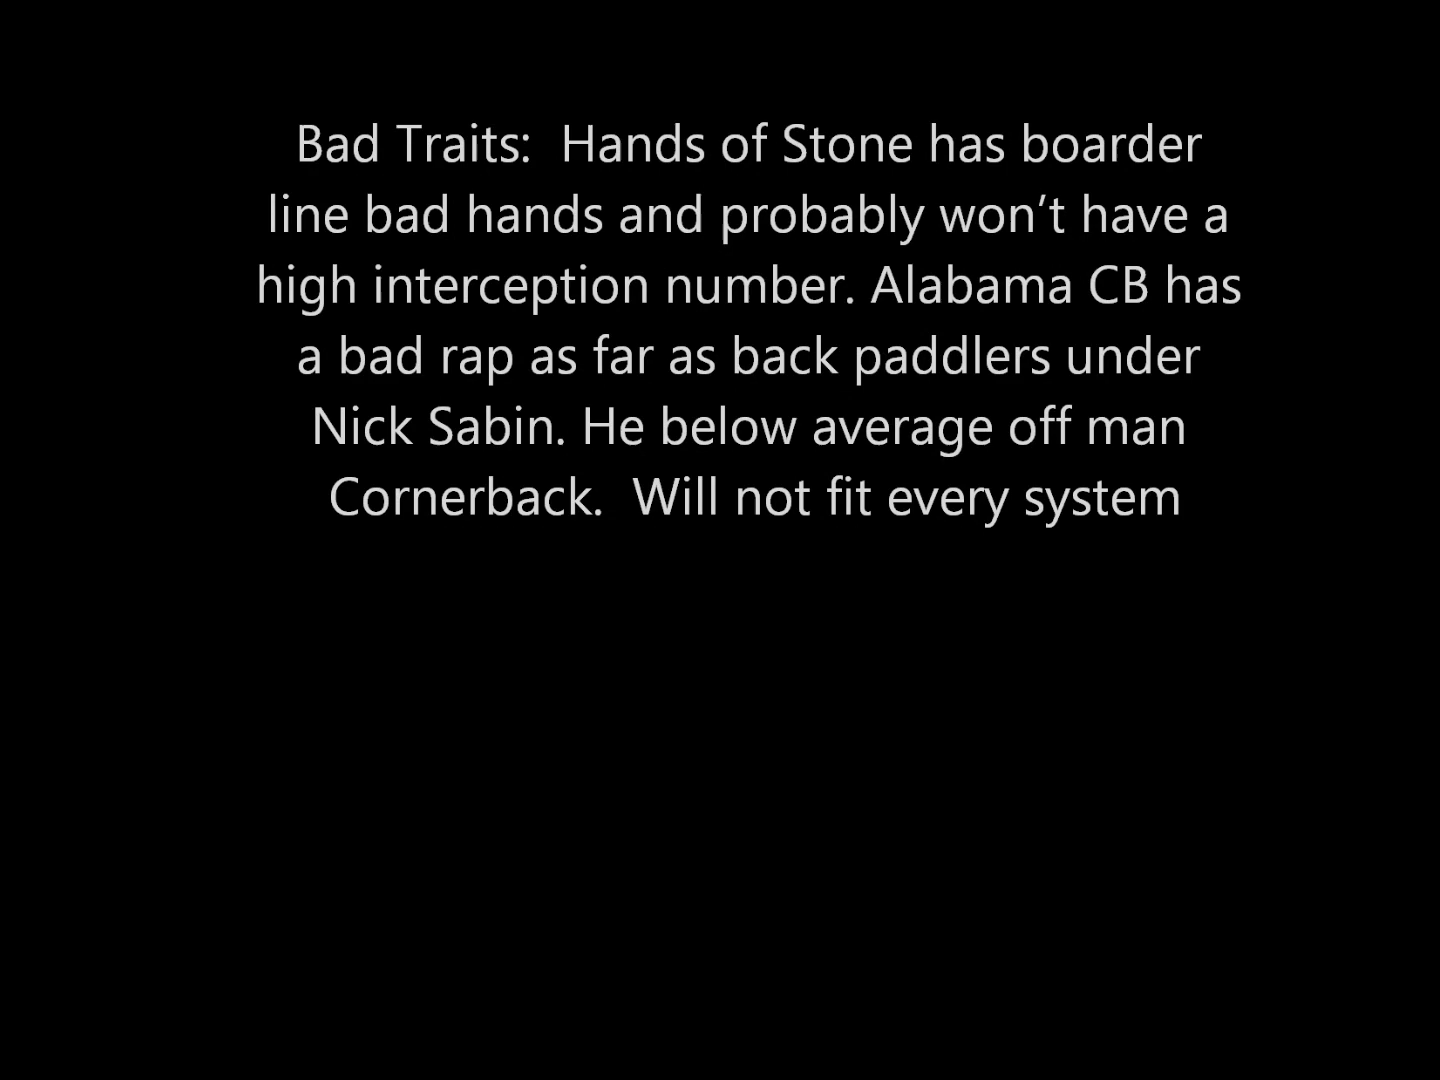 Bad Traits:  Hands of Stone has boarder
line bad hands and probably won’t have a
high interception number. Alabama CB has
a bad rap as far as back paddlers under
Nick Sabin. He below average off man
Cornerback.  Will not fit every system